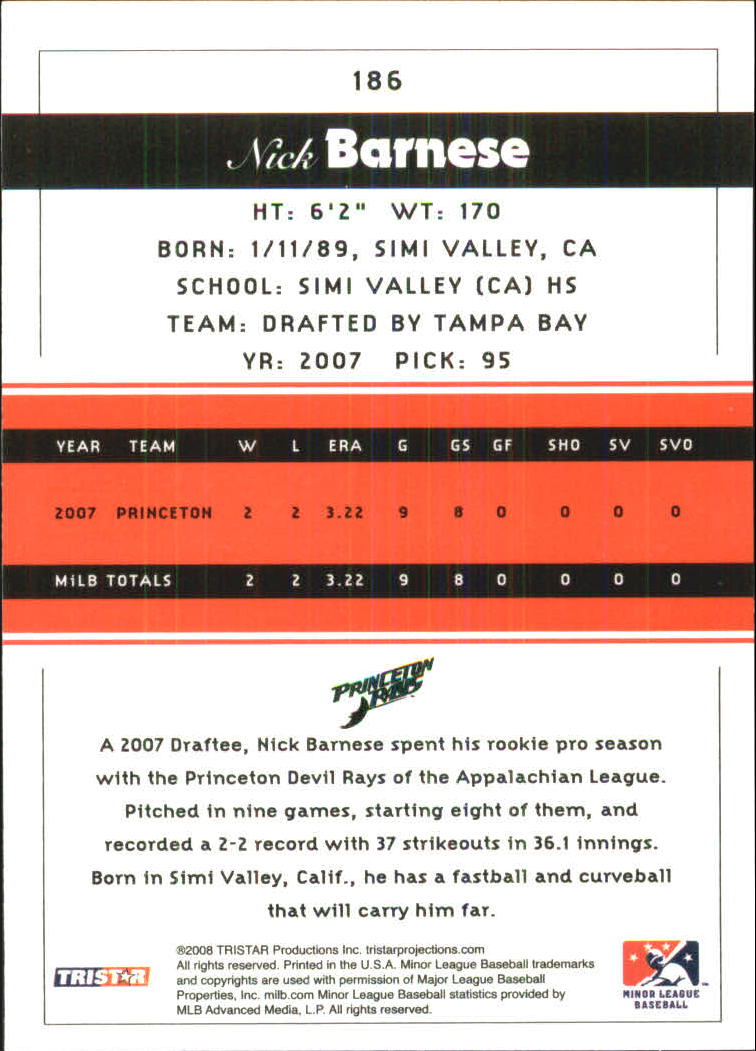 186
Nick Barnese
HT: 6'2" WT: 170
BORN: 1/11/89, SIMI VALLEY, CA
SCHOOL: SIMI VALLEY (CA) HS
TEAM: DRAFTED BY TAMPA BAY
YR: 2007 PICK: 95
YEAR TEAM W L ERA G GS GF SHO SV SVO
2007 PRINCETON 2 2 3.22 9 8 0 0 0 0
MiLB TOTALS 2 2 3.22 9 8 0 0 0 0
PRINCETON
RAYS
A 2007 Draftee, Nick Barnese spent his rookie pro season
with the Princeton Devil Rays of the Appalachian League.
Pitched in nine games, starting eight of them, and
recorded a 2-2 record with 37 strikeouts in 36.1 innings.
Born in Simi Valley, Calif., he has a fastball and curveball
that will carry him far.
®2008 TRISTAR Productions Inc. tristarprojections.com
All rights reserved. Printed in the U.S.A. Minor League Baseball trademarks
and copyrights are used with permission of Major League Baseball
Properties, Inc. milb.com Minor League Baseball statistics provided by
MLB Advanced Media, L.P. All rights reserved.
TRISTAR
MINOR LEAGUE
BASEBALL